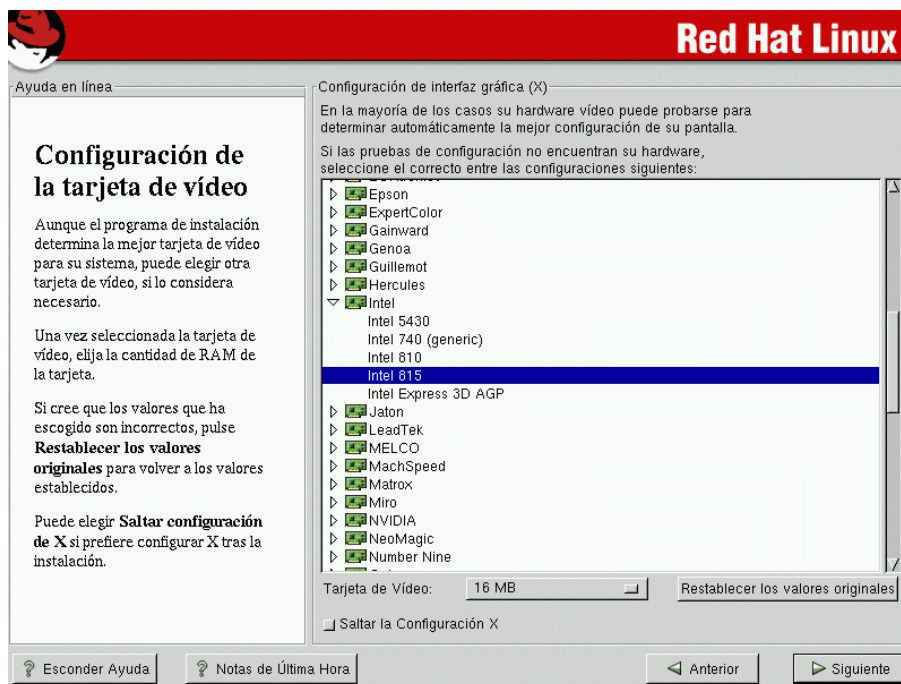 Red Hat Linux
Ayuda en línea
Configuración de
la tarjeta de vídeo
Aunque el programa de instalación
determina la mejor tarjeta de vídeo
para su sistema, puede elegir otra
tarjeta de vídeo, si lo considera
necesario.
Una vez seleccionada la tarjeta de
vídeo, elija la cantidad de RAM de
la tarjeta.
Si cree que los valores que ha
escogido son incorrectos, pulse
Restablecer los valores
originales para volver a los valores
establecidos.
Puede elegir Saltar configuración
de X si prefiere configurar X tras la
instalación.
Configuración de interfaz gráfica (X)
En la mayoría de los casos su hardware vídeo puede probarse para
determinar automáticamente la mejor configuración de su pantalla.
Si las pruebas de configuración no encuentran su hardware,
seleccione el correcto entre las configuraciones siguientes:
Epson
ExpertColor
Gainward
Genoa
Guillemot
Hercules
Intel
Intel 5430
Intel 740 (generic)
Intel 810
Intel 815
Intel Express 3D AGP
Jaton
LeadTek
MELCO
MachSpeed
Matrox
Miro
NVIDIA
NeoMagic
Number Nine
Tarjeta de Vídeo: 16 MB Restablecer los valores originales
Saltar la Configuración X
Esconder Ayuda Notas de Última Hora Anterior Siguiente